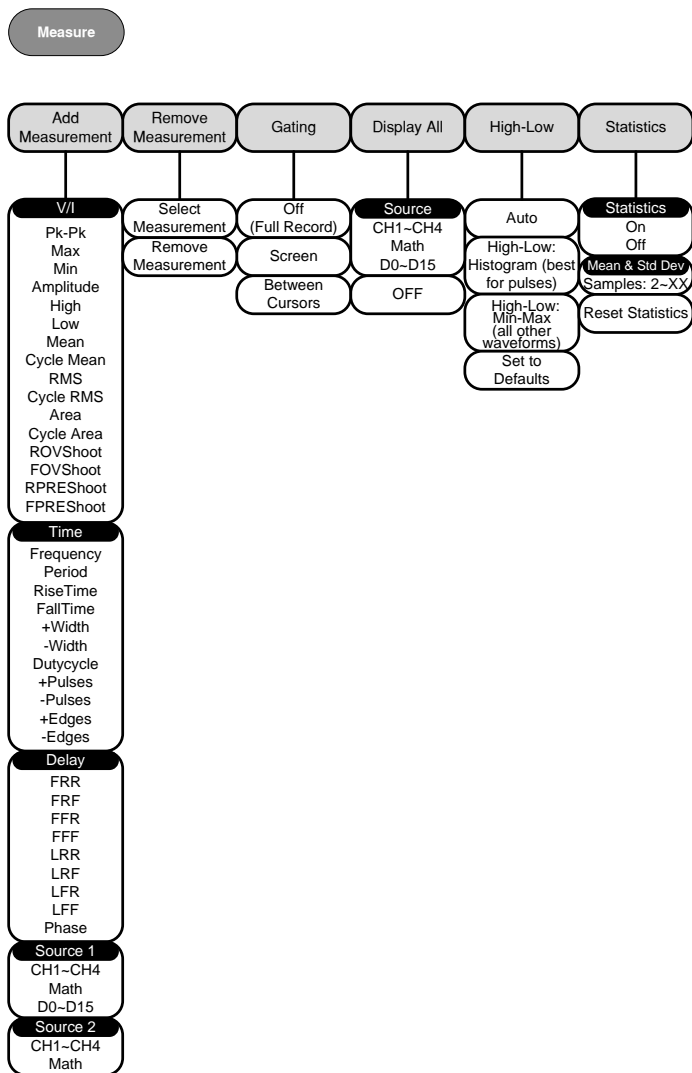 Measure
Add
Measurement
Remove
Measurement
Gating
Display All
High-Low
Statistics
V/I
Pk-Pk
Max
Min
Amplitude
High
Low
Mean
Cycle Mean
RMS
Cycle RMS
Area
Cycle Area
ROVShoot
FOVShoot
RPREShoot
FPREShoot
Time
Frequency
Period
RiseTime
FallTime
+Width
-Width
Dutycycle
+Pulses
-Pulses
+Edges
-Edges
Delay
FRR
FRF
FFR
FFF
LRR
LRF
LFR
LFF
Phase
Source 1
CH1~CH4
Math
D0~D15
Source 2
CH1~CH4
Math
Select
Measurement
Remove
Measurement
Off
(Full Record)
Screen
Between
Cursors
Source
CH1~CH4
Math
D0~D15
OFF
Auto
High-Low:
Histogram (best
for pulses)
High-Low:
Min-Max
(all other
waveforms)
Set to
Defaults
Statistics
On
Off
Mean & Std Dev
Samples: 2~XX
Reset Statistics